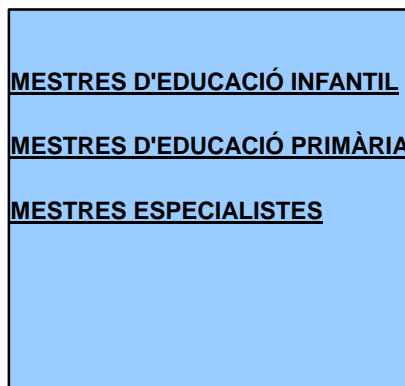 MESTRES D'EDUCACIÓ INFANTIL
MESTRES D'EDUCACIÓ PRIMÀRIA
MESTRES ESPECIALISTES